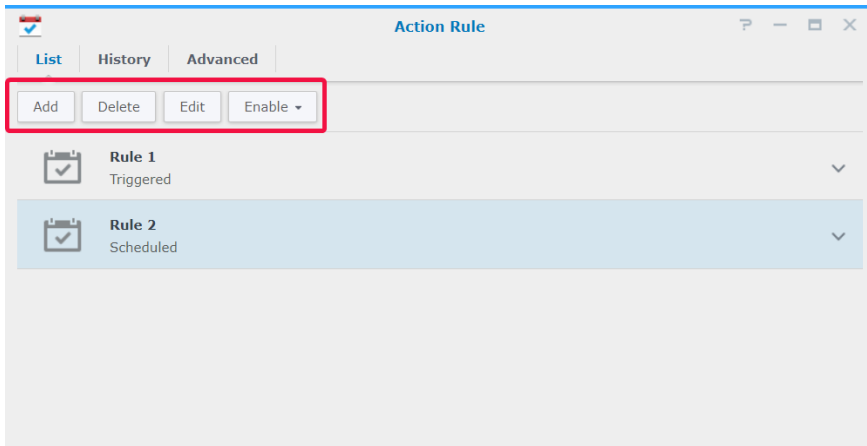 Action Rule
List History Advanced
Add Delete Edit Enable
Rule 1
Triggered
Rule 2
Scheduled